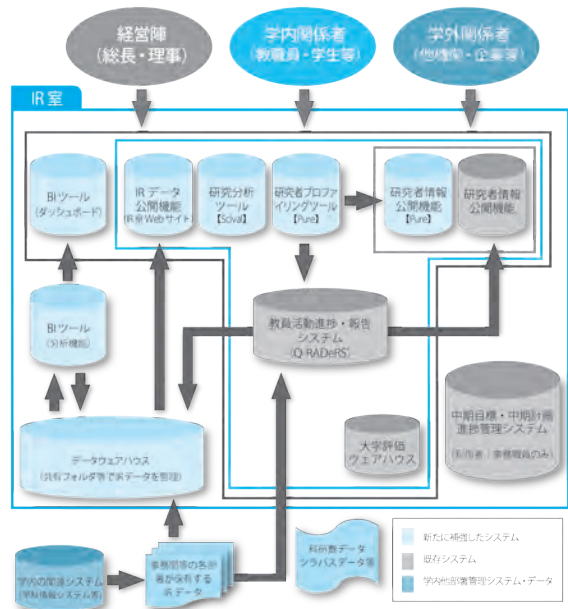 経営陣
(総長・理事)
学内関係者
(教職員・学生等)
学外関係者
(他機関・企業等)
IR室
BIツール
(ダッシュボード)
IRデータ
公開機能
(IR室Webサイト)
研究分析
ツール
【Scival】
研究者プロファ
イリングツール
【Pure】
研究者情報
公開機能
【Pure】
研究者情報
公開機能
BIツール
(分析機能)
教員活動進捗・報告
システム
(Q-RADeRS)
中期目標・中期計画
進捗管理システム
(利用者:事務職員のみ)
大学評価
ウェアハウス
データウェアハウス
(共有フォルダ等でIRデータを管理)
学内の関連システム
(学務情報システム等)
事務局等の各部
署が保有する
IRデータ
科研費データ
シラバスデータ等
新たに補強したシステム
既存システム
学内他部署管理システム・データ